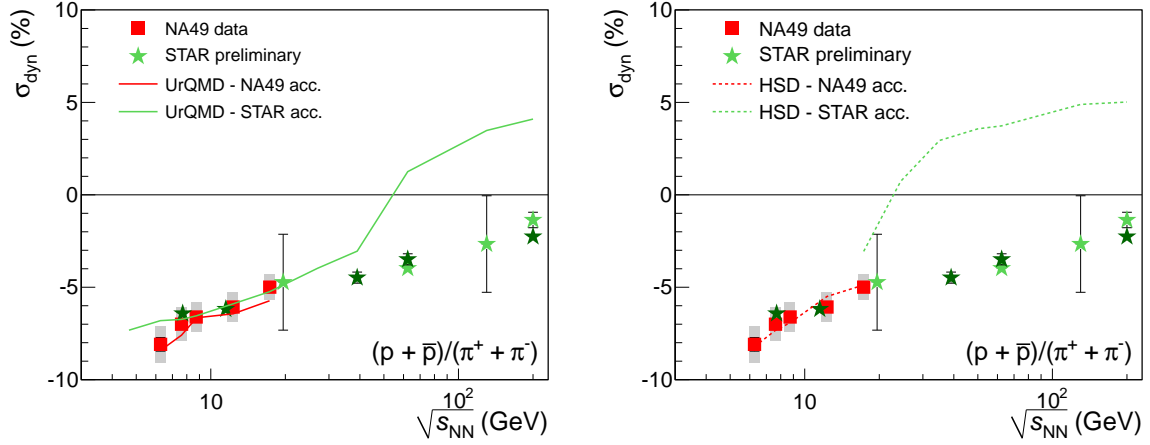 σdyn (%)
10
5
0
-5
-10
NA49 data
STAR preliminary
UrQMD - NA49 acc.
UrQMD - STAR acc.
(p + p̅)/(π⁺ + π⁻)
10
10²
√sNN (GeV)
σdyn (%)
10
5
0
-5
-10
NA49 data
STAR preliminary
HSD - NA49 acc.
HSD - STAR acc.
(p + p̅)/(π⁺ + π⁻)
10
10²
√sNN (GeV)